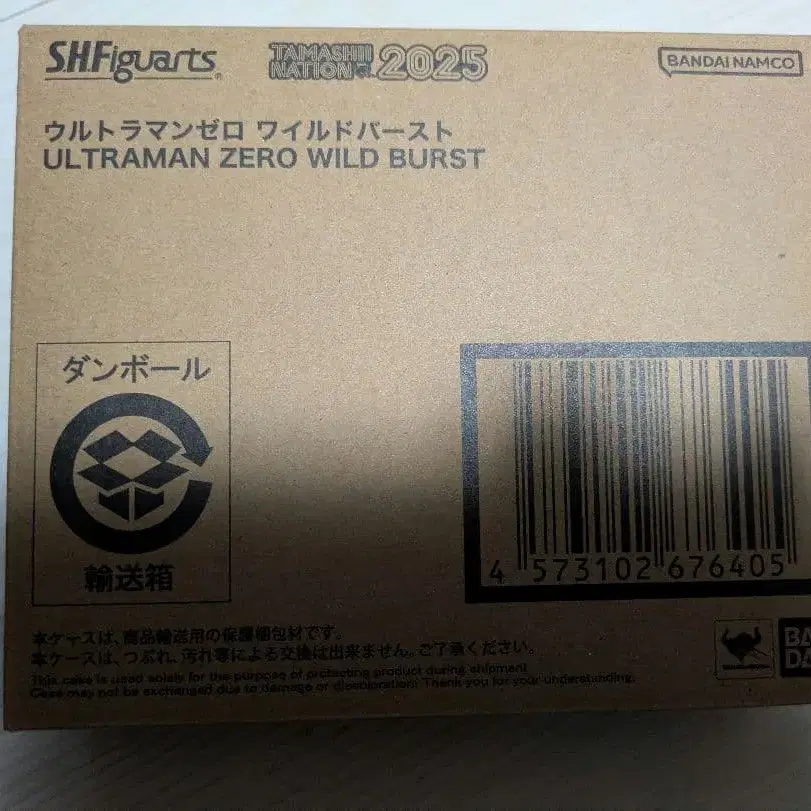 S.H.Figuarts
TAMASHII NATION 2025
BANDAI NAMCO
ウルトラマンゼロ ワイルドバースト
ULTRAMAN ZERO WILD BURST
ダンボール
輸送箱
4 573102 676405
本ケースは、商品輸送用の保護梱包材です。
本ケースは、つぶれ、汚れ等による交換は出来ません。ご了承ください。
This case is used solely for the purpose of protecting product during shipment.
Case may not be exchanged due to damage or discoloration. Thank you for your understanding.
BA
DA